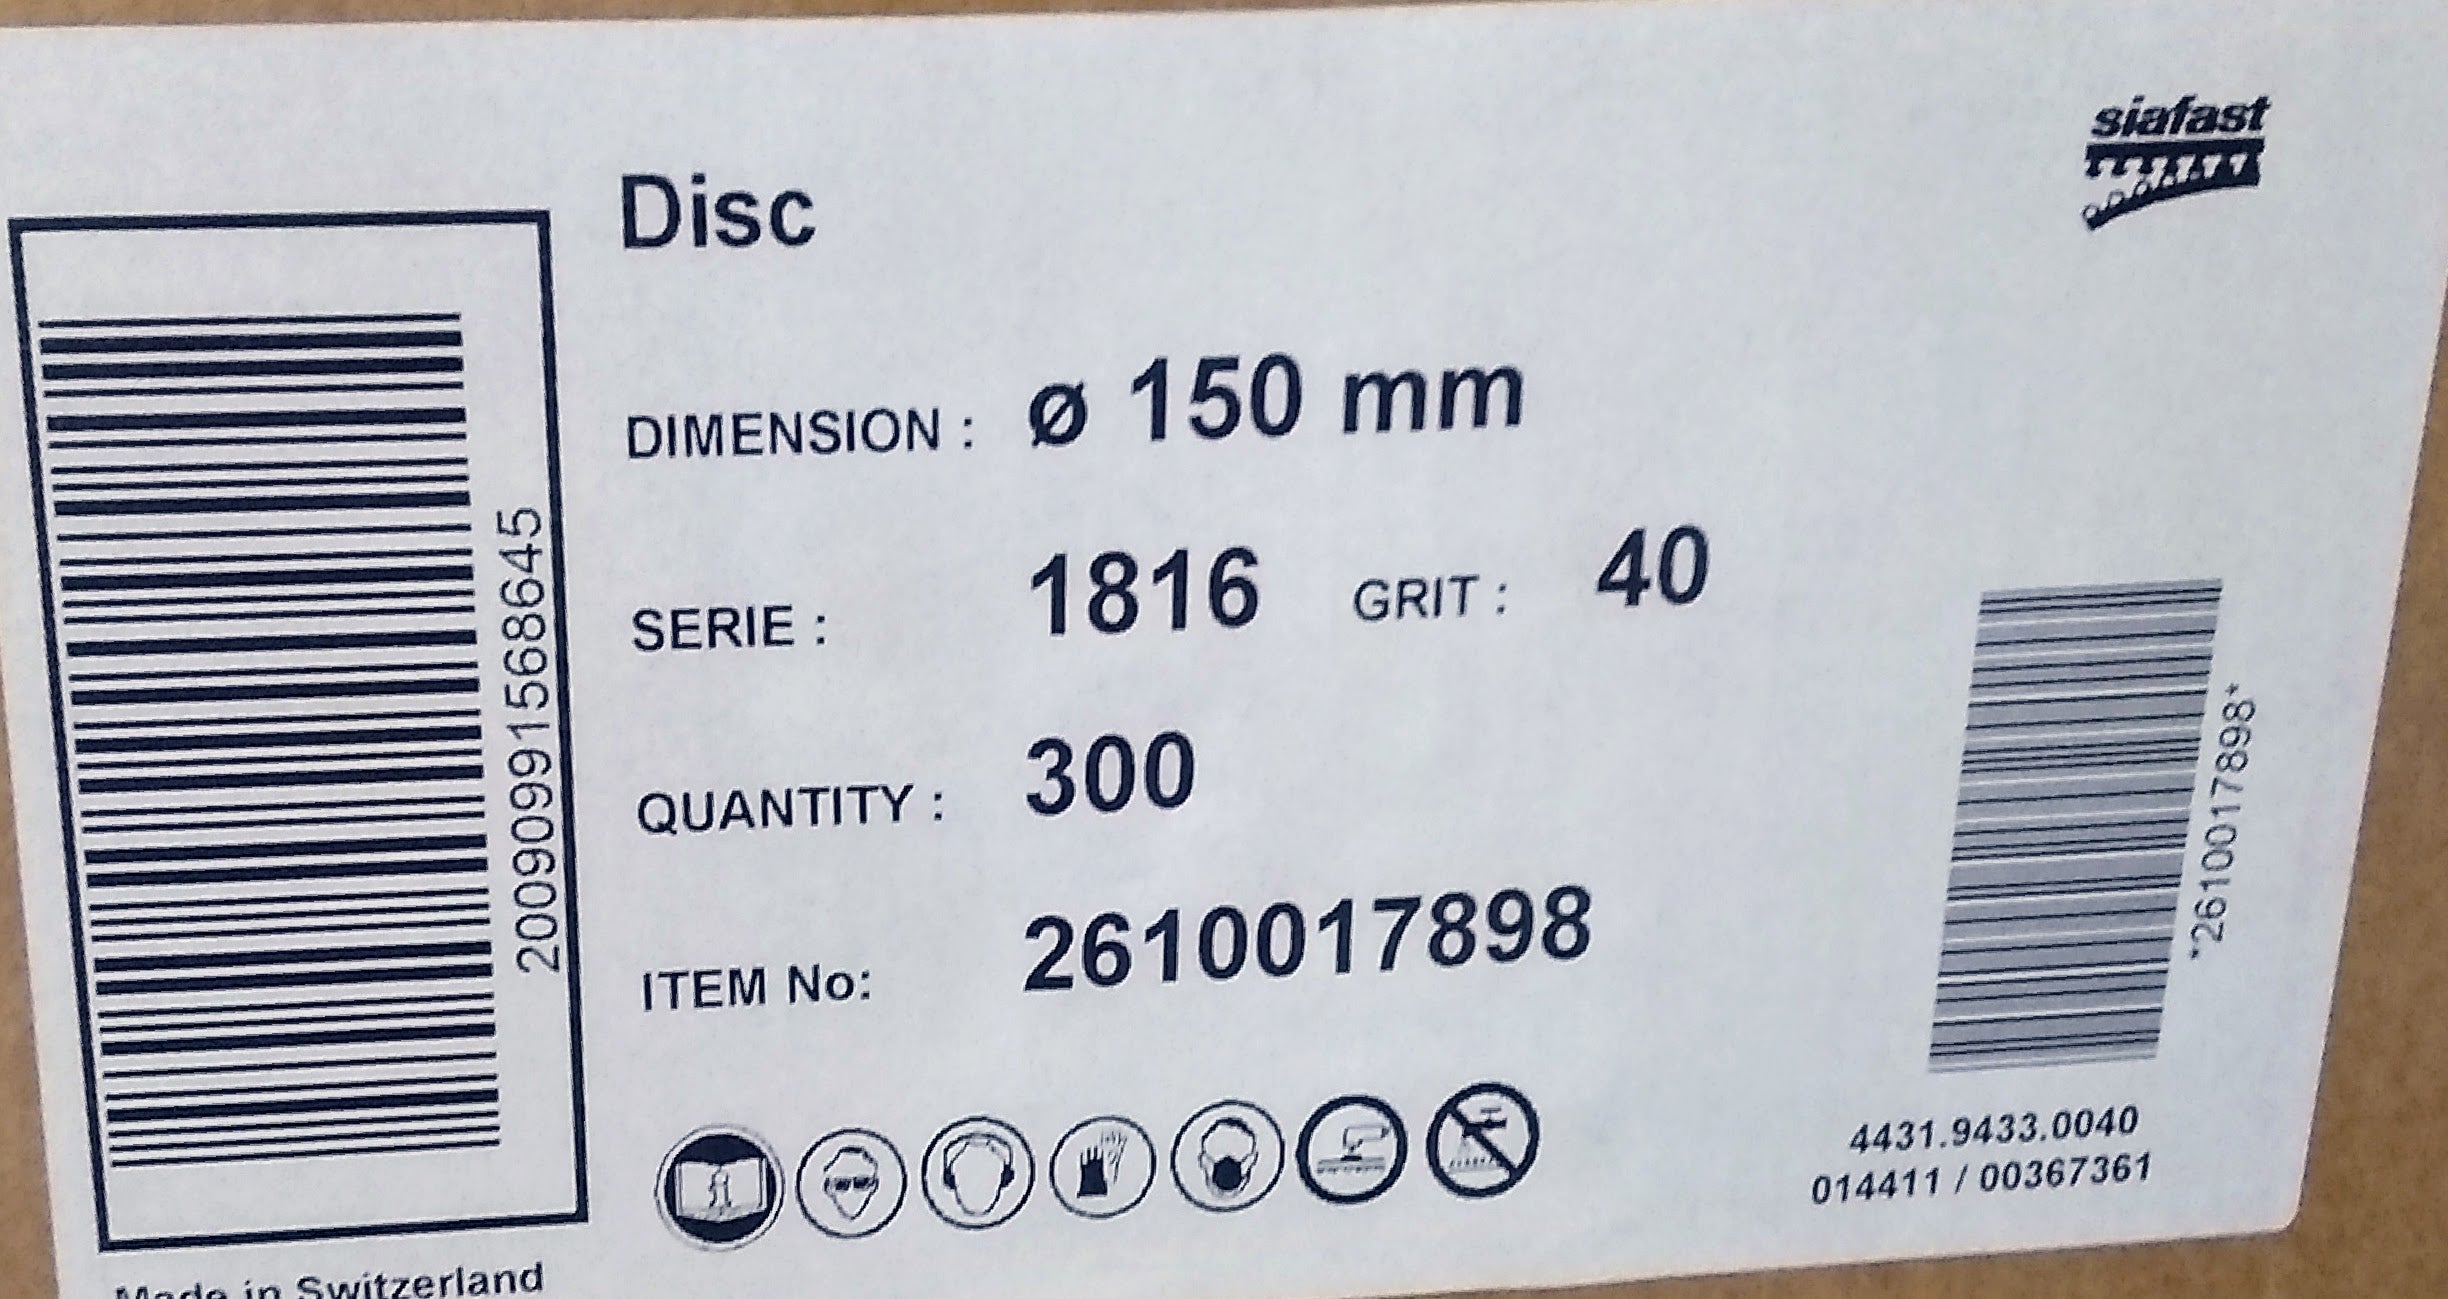 siafast
Disc
DIMENSION : ø 150 mm
SERIE : 1816 GRIT : 40
QUANTITY : 300
ITEM No: 2610017898
20090991568645
*2610017898*
4431.9433.0040
014411 / 00367361
Made in Switzerland